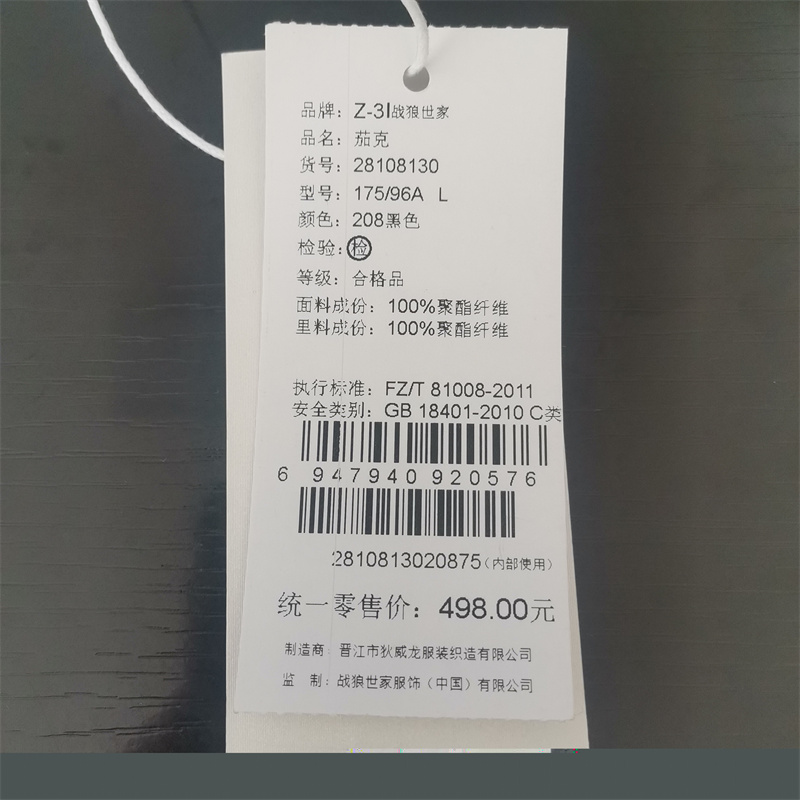 品牌：Z-3I战狼世家
品名：茄克
货号：28108130
型号：175/96A L
颜色：208黑色
检验：检
等级：合格品
面料成份：100%聚酯纤维
里料成份：100%聚酯纤维
执行标准：FZ/T 81008-2011
安全类别：GB 18401-2010 C类
6 947940 920576
2810813020875（内部使用）
统一零售价：498.00元
制造商：晋江市狄威龙服装织造有限公司
监 制：战狼世家服饰（中国）有限公司